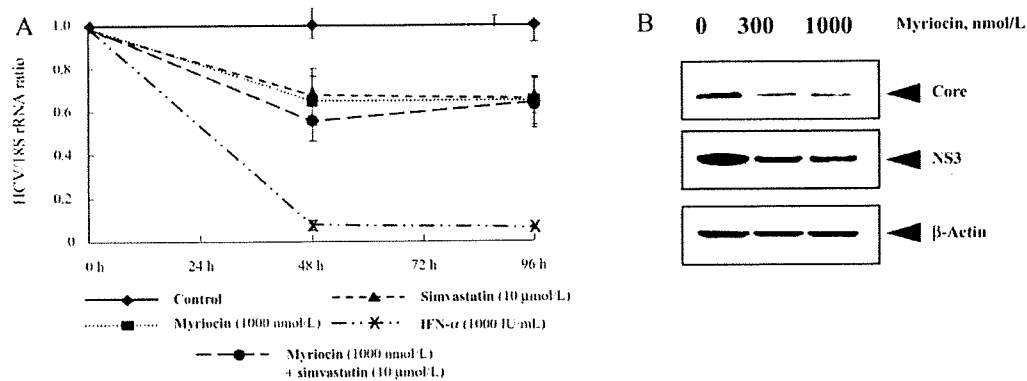 A
HCV/18S rRNA ratio
1.0
0.8
0.6
0.4
0.2
0
0 h 24 h 48 h 72 h 96 h
Control
Simvastatin (10 µmol/L)
Myriocin (1000 nmol/L)
IFN-α (1000 IU/mL)
Myriocin (1000 nmol/L)
+ simvastatin (10 µmol/L)
B
0 300 1000 Myriocin, nmol/L
Core
NS3
β-Actin